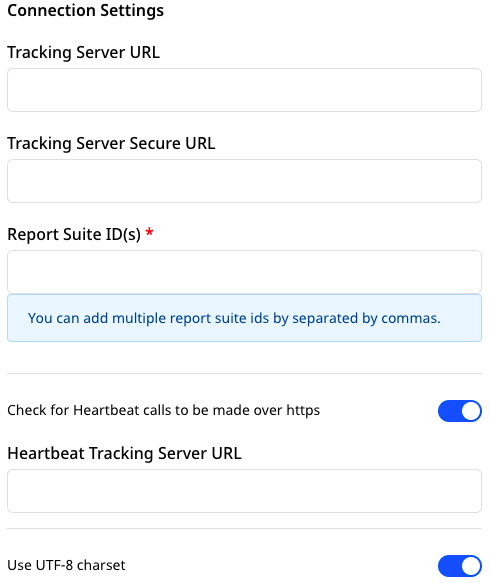 Connection Settings
Tracking Server URL
Tracking Server Secure URL
Report Suite ID(s) *
You can add multiple report suite ids by separated by commas.
Check for Heartbeat calls to be made over https
Heartbeat Tracking Server URL
Use UTF-8 charset